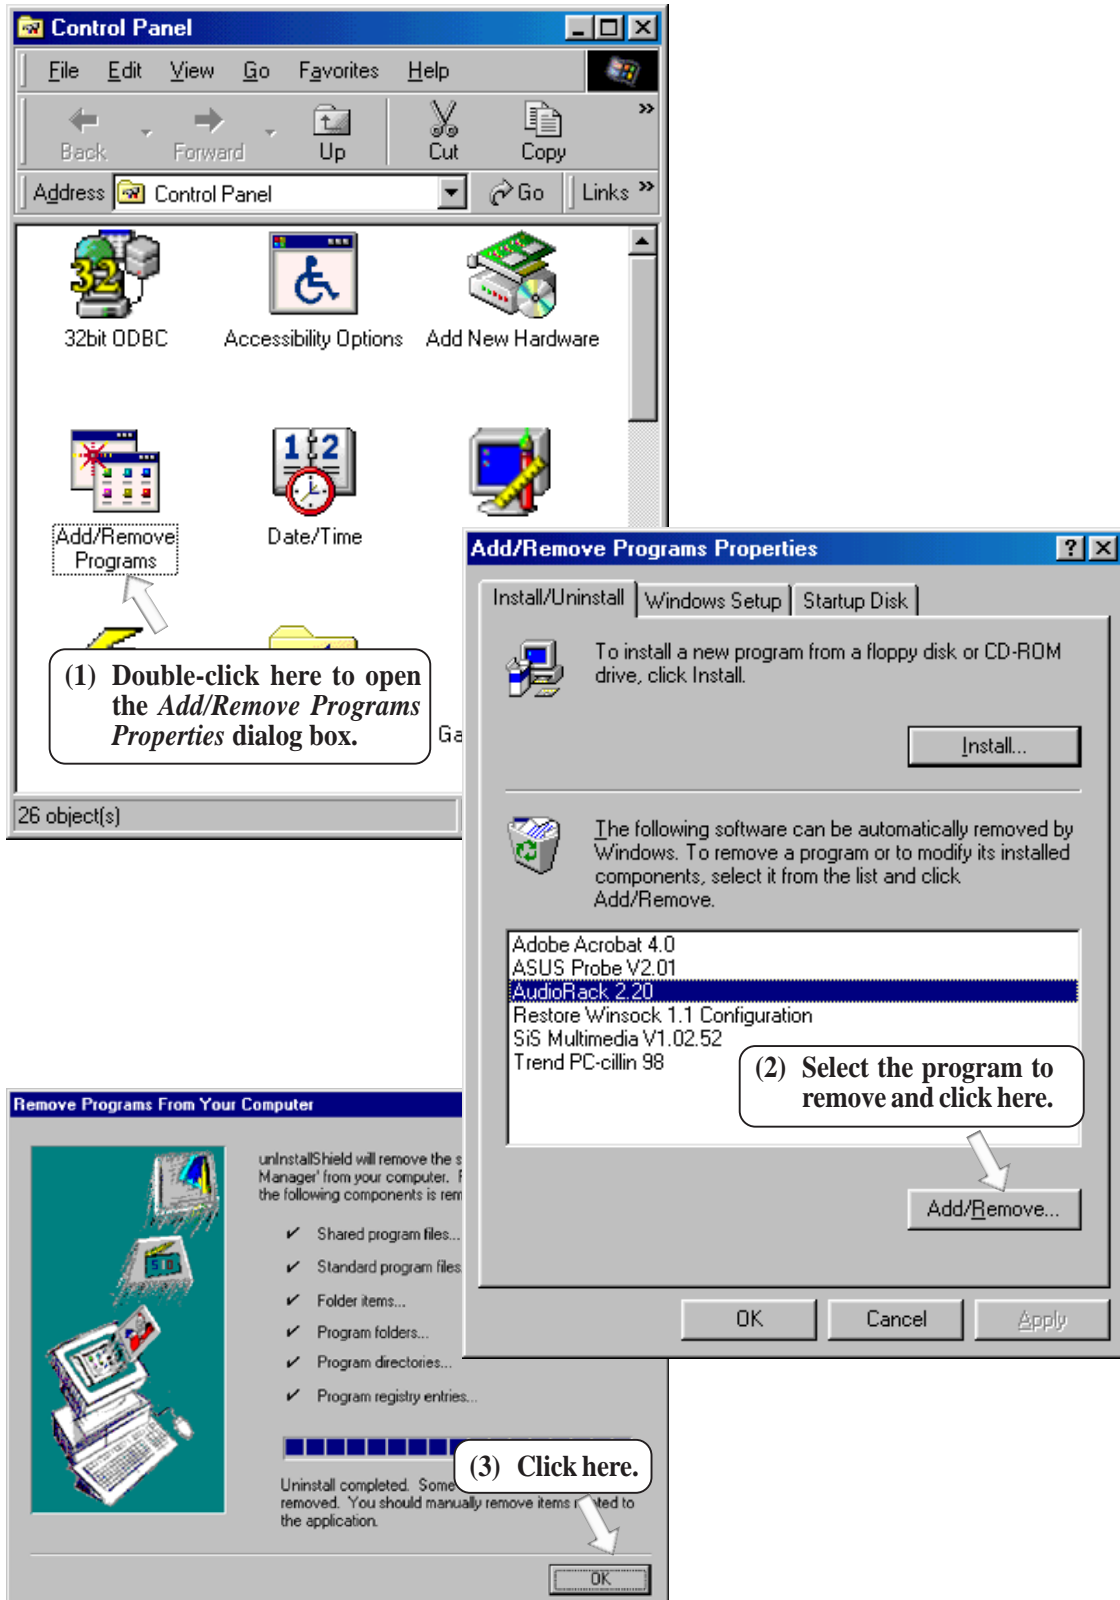 Control Panel
File Edit View Go Favorites Help
Back Forward Up Cut Copy »
Address Control Panel Go Links »
32
32bit ODBC Accessibility Options Add New Hardware
1 2
Add/Remove
Programs
Date/Time
(1) Double-click here to open
the Add/Remove Programs
Properties dialog box.
Ga
26 object(s)
Add/Remove Programs Properties
Install/Uninstall Windows Setup Startup Disk
To install a new program from a floppy disk or CD-ROM
drive, click Install.
Install...
The following software can be automatically removed by
Windows. To remove a program or to modify its installed
components, select it from the list and click
Add/Remove.
Adobe Acrobat 4.0
ASUS Probe V2.01
AudioRack 2.20
Restore Winsock 1.1 Configuration
SiS Multimedia V1.02.52
Trend PC-cillin 98
(2) Select the program to
remove and click here.
Add/Remove...
OK Cancel Apply
Remove Programs From Your Computer
unInstallShield will remove the s
Manager' from your computer.
the following components is rem
✔ Shared program files...
✔ Standard program files
✔ Folder items...
✔ Program folders...
✔ Program directories...
✔ Program registry entries...
(3) Click here.
Uninstall completed. Some
removed. You should manually remove items to
the application.
OK